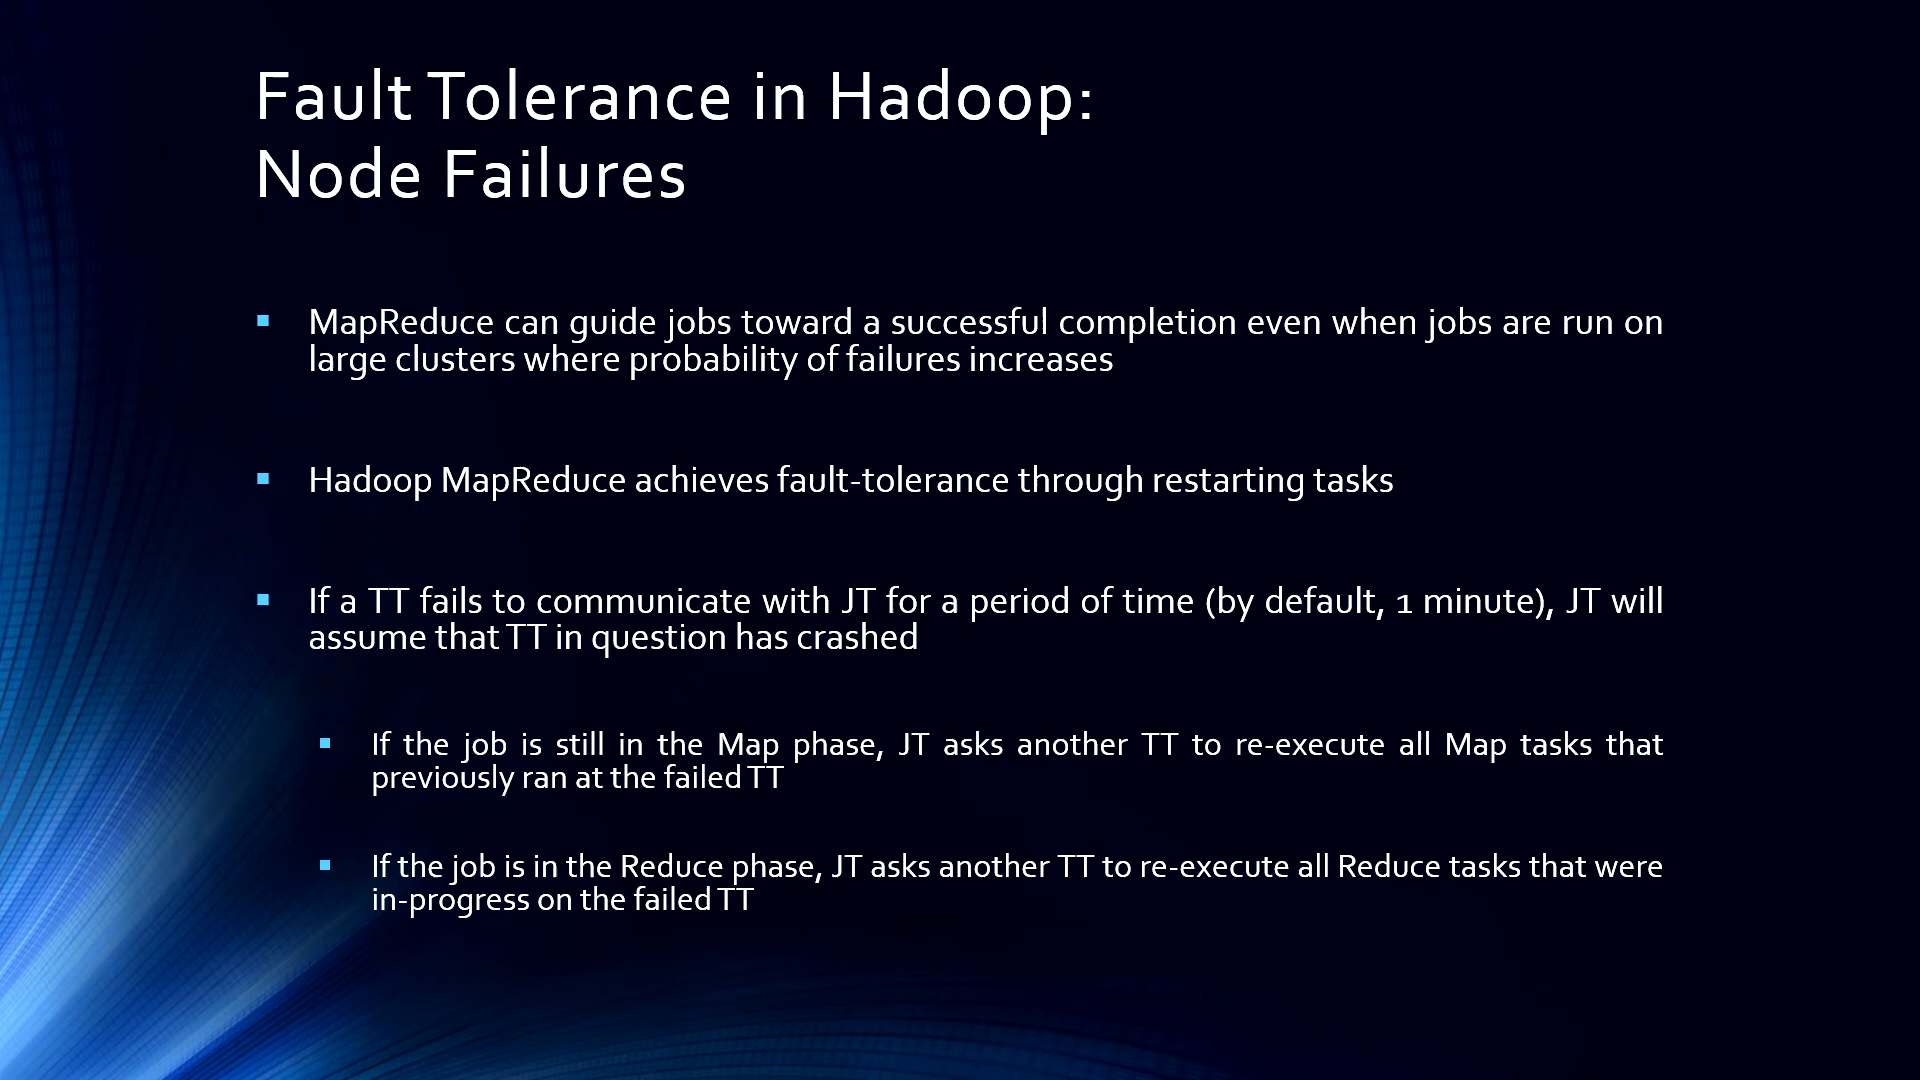 Fault Tolerance in Hadoop:
Node Failures
MapReduce can guide jobs toward a successful completion even when jobs are run on
large clusters where probability of failures increases
Hadoop MapReduce achieves fault-tolerance through restarting tasks
If a TT fails to communicate with JT for a period of time (by default, 1 minute), JT will
assume that TT in question has crashed
If the job is still in the Map phase, JT asks another TT to re-execute all Map tasks that
previously ran at the failed TT
If the job is in the Reduce phase, JT asks another TT to re-execute all Reduce tasks that were
in-progress on the failed TT